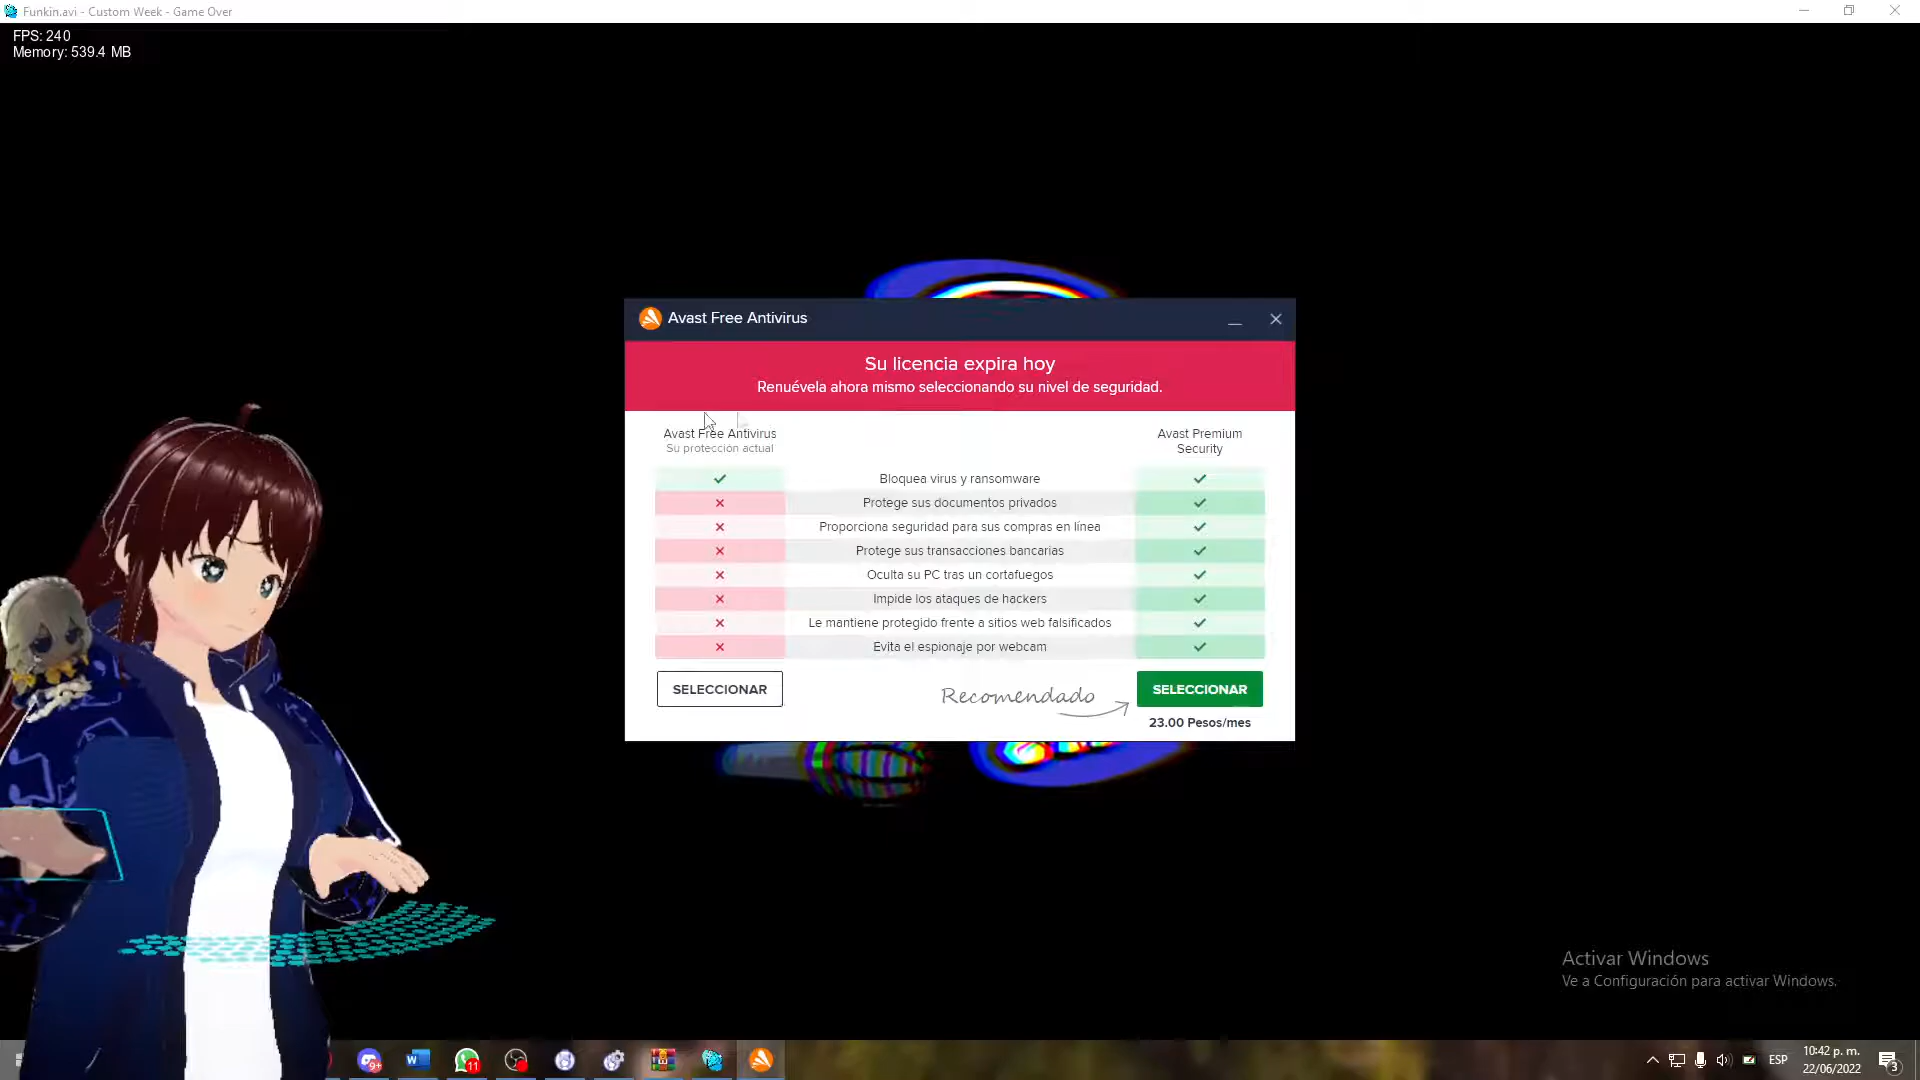 Funkin.avi - Custom Week - Game Over
FPS: 240
Memory: 539.4 MB
Avast Free Antivirus
Su licencia expira hoy
Renuévela ahora mismo seleccionando su nivel de seguridad.
Avast Free Antivirus
Su protección actual
Avast Premium
Security
Bloquea virus y ransomware
Protege sus documentos privados
Proporciona seguridad para sus compras en línea
Protege sus transacciones bancarias
Oculta su PC tras un cortafuegos
Impide los ataques de hackers
Le mantiene protegido frente a sitios web falsificados
Evita el espionaje por webcam
SELECCIONAR
Recomendado
SELECCIONAR
23.00 Pesos/mes
Activar Windows
Ve a Configuración para activar Windows.
9+
W
11
ESP
10:42 p. m.
22/06/2022
3